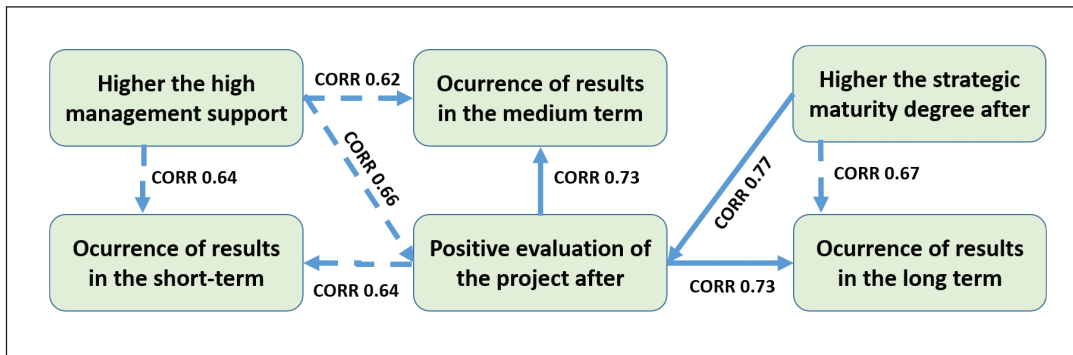 Higher the high
management support
CORR 0.62
Ocurrence of results
in the medium term
Higher the strategic
maturity degree after
CORR 0.64
CORR 0.66
CORR 0.73
CORR 0.77
CORR 0.67
Ocurrence of results
in the short-term
CORR 0.64
Positive evaluation of
the project after
CORR 0.73
Ocurrence of results
in the long term